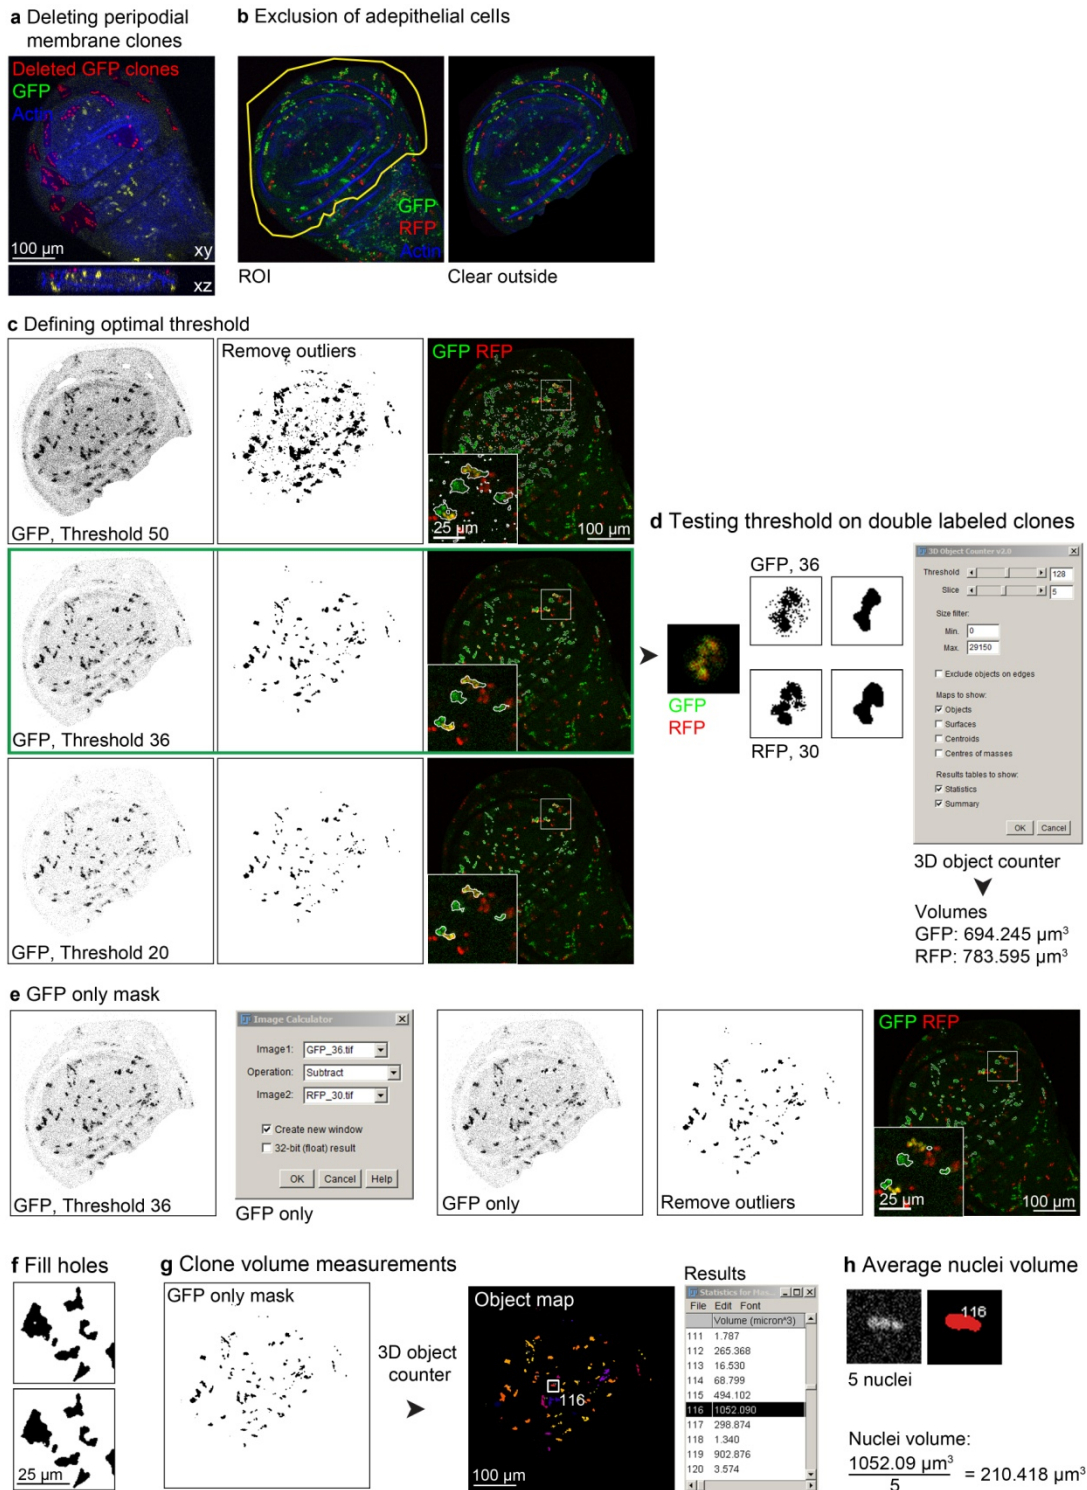 a Deleting peripodial
membrane clones
Deleted GFP clones
GFP
Actin
100 µm
xy
xz
b Exclusion of adepithelial cells
GFP
RFP
Actin
ROI
Clear outside
c Defining optimal threshold
GFP, Threshold 50
Remove outliers
GFP RFP
25 µm
100 µm
GFP, Threshold 36
GFP, Threshold 20
d Testing threshold on double labeled clones
GFP
RFP
GFP, 36
RFP, 30
3D Object Counter v2.0
Threshold 128
Slice 5
Size filter:
Min. 0
Max. 29150
Exclude objects on edges
Maps to show:
Objects
Surfaces
Centroids
Centres of masses
Results tables to show:
Statistics
Summary
OK Cancel
3D object counter
Volumes
GFP: 694.245 µm³
RFP: 783.595 µm³
e GFP only mask
GFP, Threshold 36
Image Calculator
Image1: GFP_36.tif
Operation: Subtract
Image2: RFP_30.tif
Create new window
32-bit (float) result
OK Cancel Help
GFP only
GFP only
Remove outliers
GFP RFP
25 µm
100 µm
f Fill holes
25 µm
g Clone volume measurements
GFP only mask
3D object
counter
Object map
116
100 µm
Results
Statistics for
File Edit Font
Volume (micron^3)
111 1.787
112 265.368
113 16.530
114 68.799
115 494.102
116 1052.090
117 298.874
118 1.340
119 902.876
120 3.574
h Average nuclei volume
116
5 nuclei
Nuclei volume:
1052.09 µm³
5
= 210.418 µm³